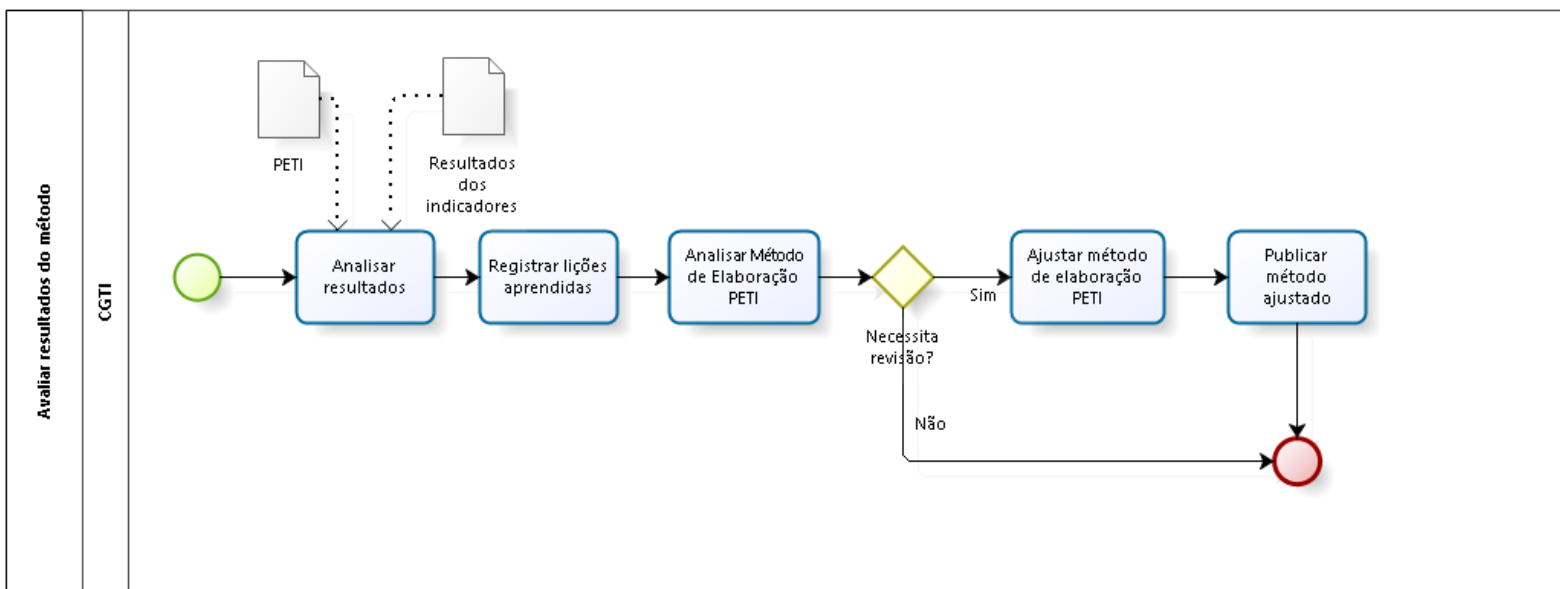 Avaliar resultados do método
CGTI
PETI
Resultados
dos
indicadores
Analisar
resultados
Registrar lições
aprendidas
Analisar Método
de Elaboração
PETI
Necessita
revisão?
Sim
Não
Ajustar método
de elaboração
PETI
Publicar
método
ajustado